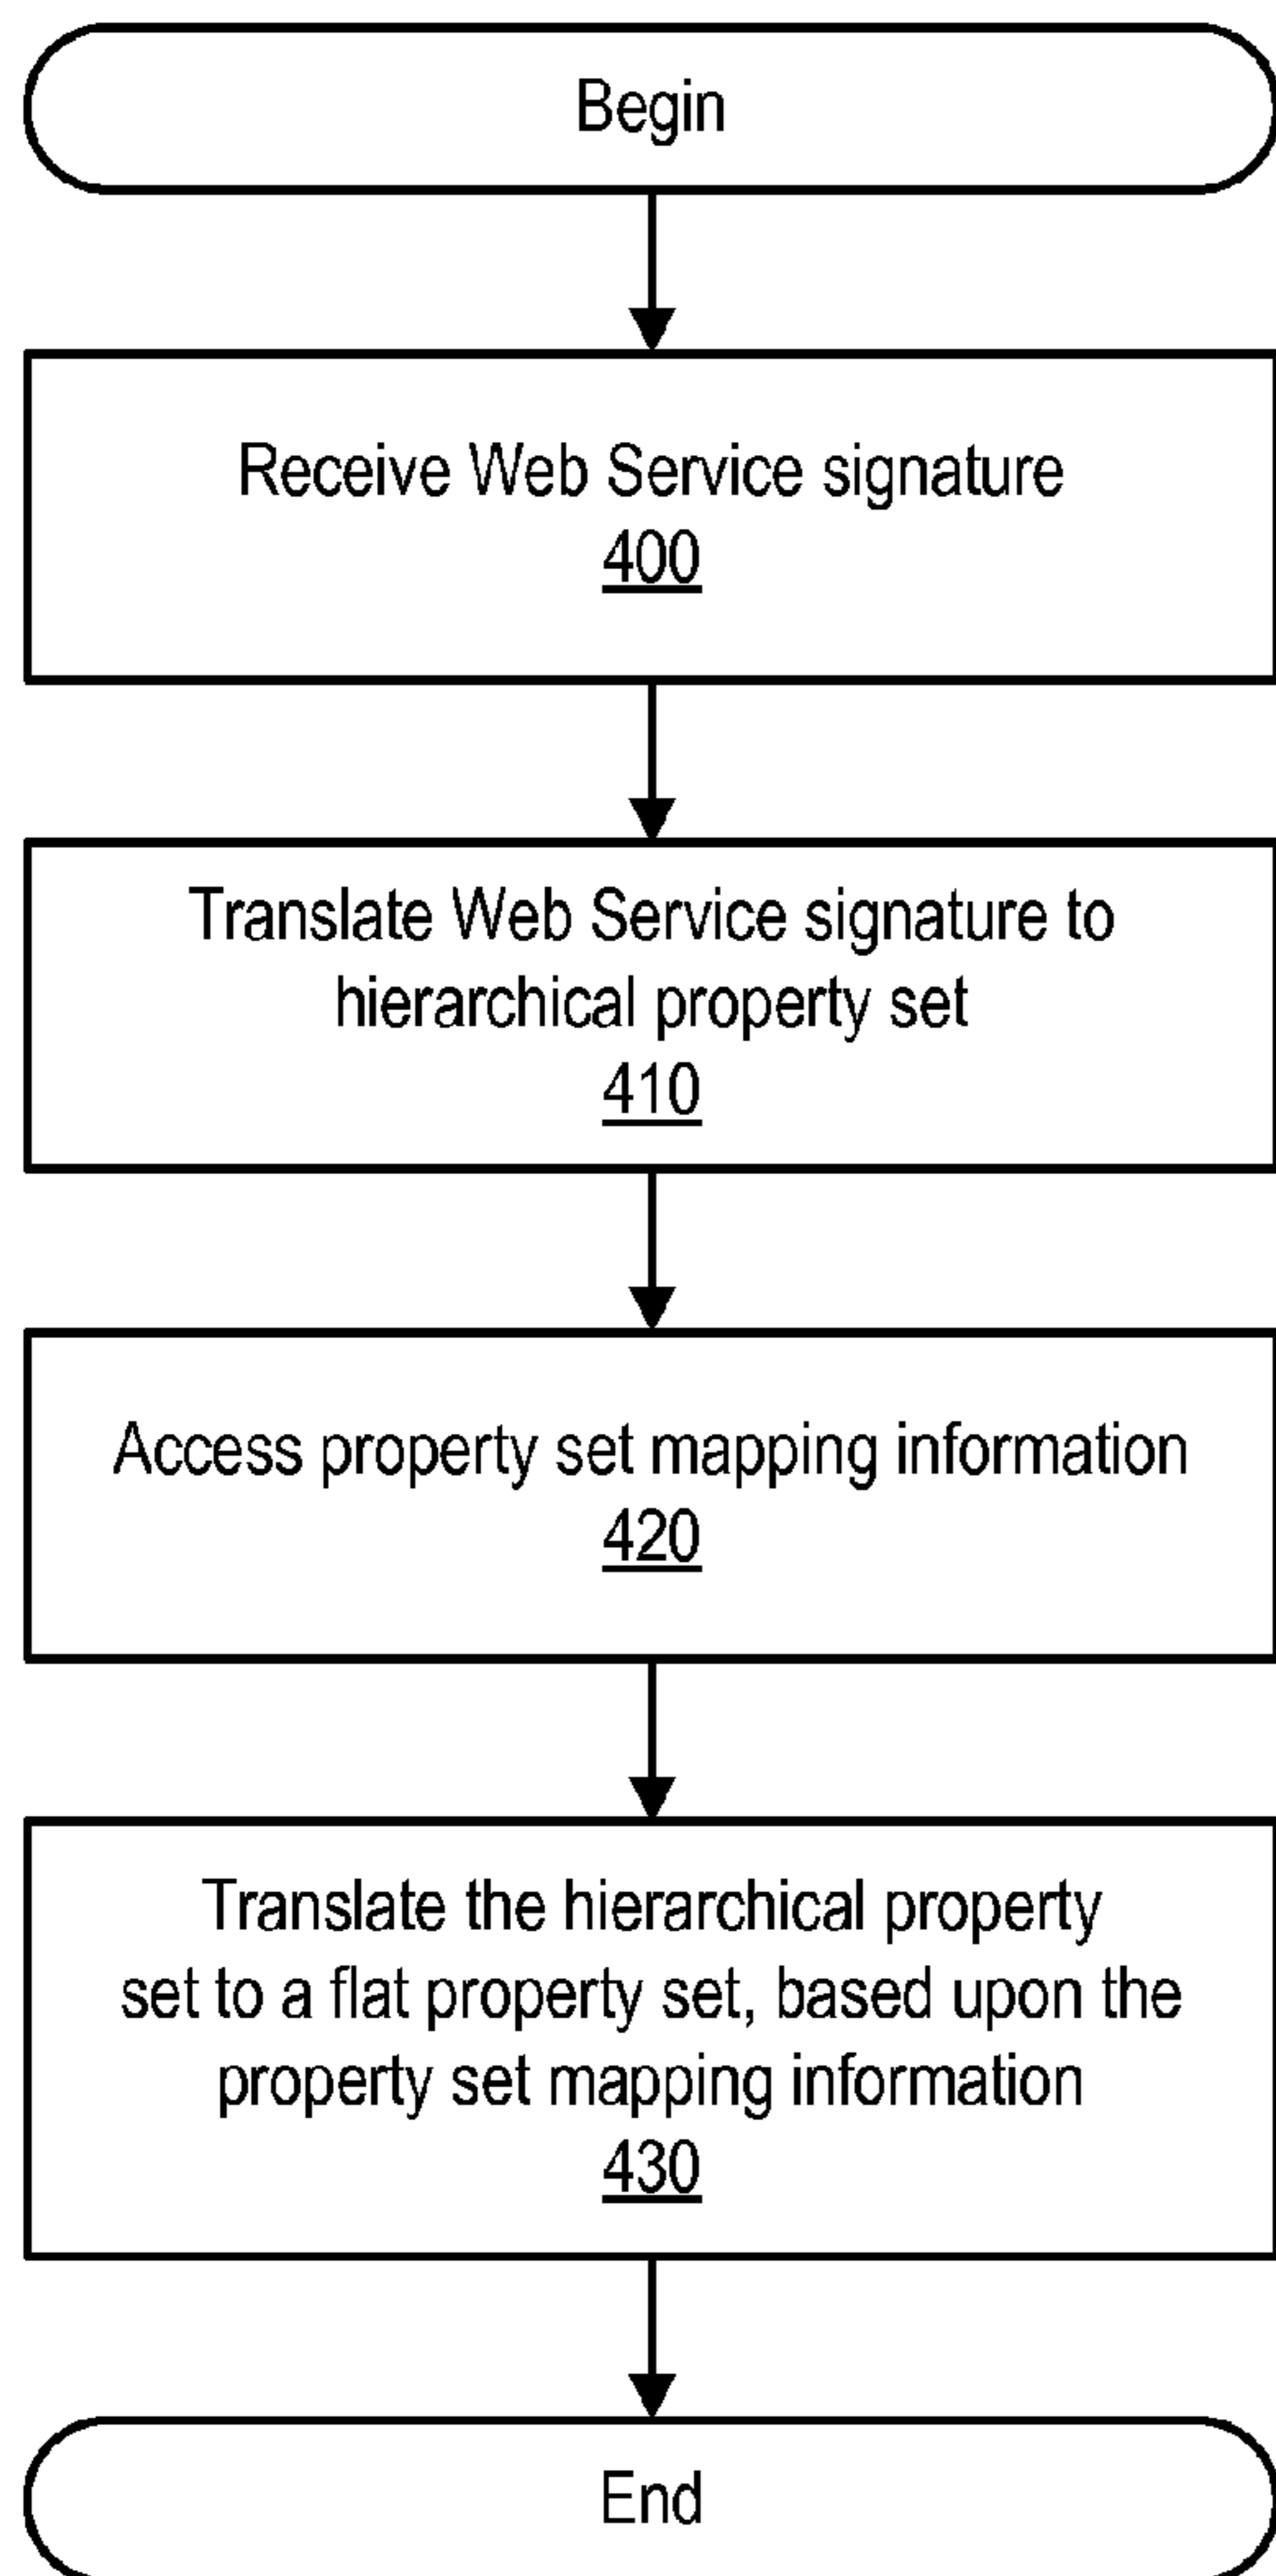 Begin
Receive Web Service signature
400
Translate Web Service signature to
hierarchical property set
410
Access property set mapping information
420
Translate the hierarchical property
set to a flat property set, based upon the
property set mapping information
430
End